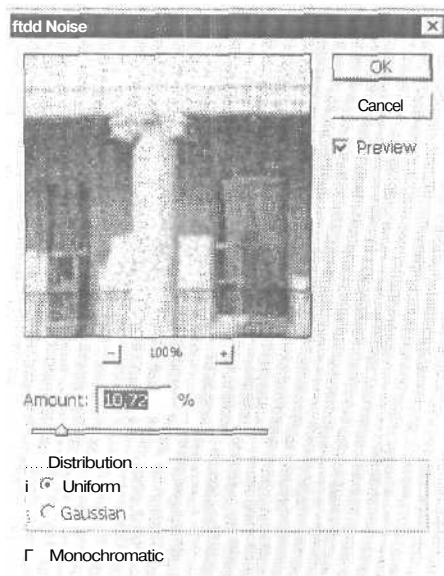 ftdd Noise
OK
Cancel
Preview
100%
Amount: 10,72 %
Distribution
Uniform
Gaussian
Monochromatic